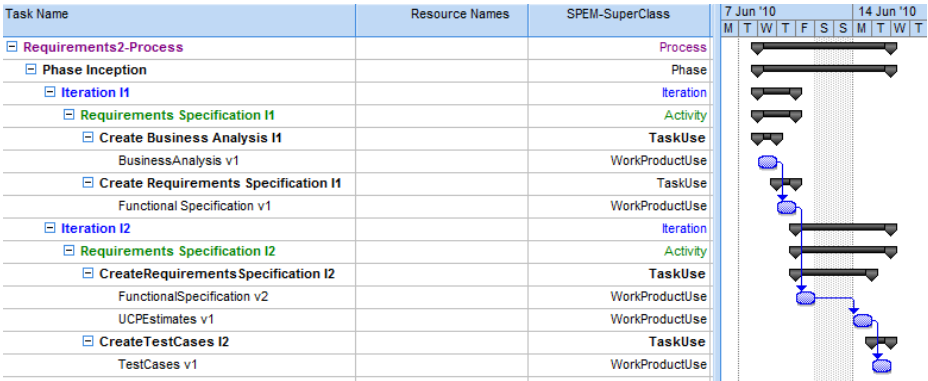 Task Name Resource Names SPEM-SuperClass 7 Jun '10 14 Jun '10
M T W T F S S M T W T
Requirements2-Process Process
Phase Inception Phase
Iteration I1 Iteration
Requirements Specification I1 Activity
Create Business Analysis I1 TaskUse
BusinessAnalysis v1 WorkProductUse
Create Requirements Specification I1 TaskUse
Functional Specification v1 WorkProductUse
Iteration I2 Iteration
Requirements Specification I2 Activity
CreateRequirementsSpecification I2 TaskUse
FunctionalSpecification v2 WorkProductUse
UCPEstimates v1 WorkProductUse
CreateTestCases I2 TaskUse
TestCases v1 WorkProductUse